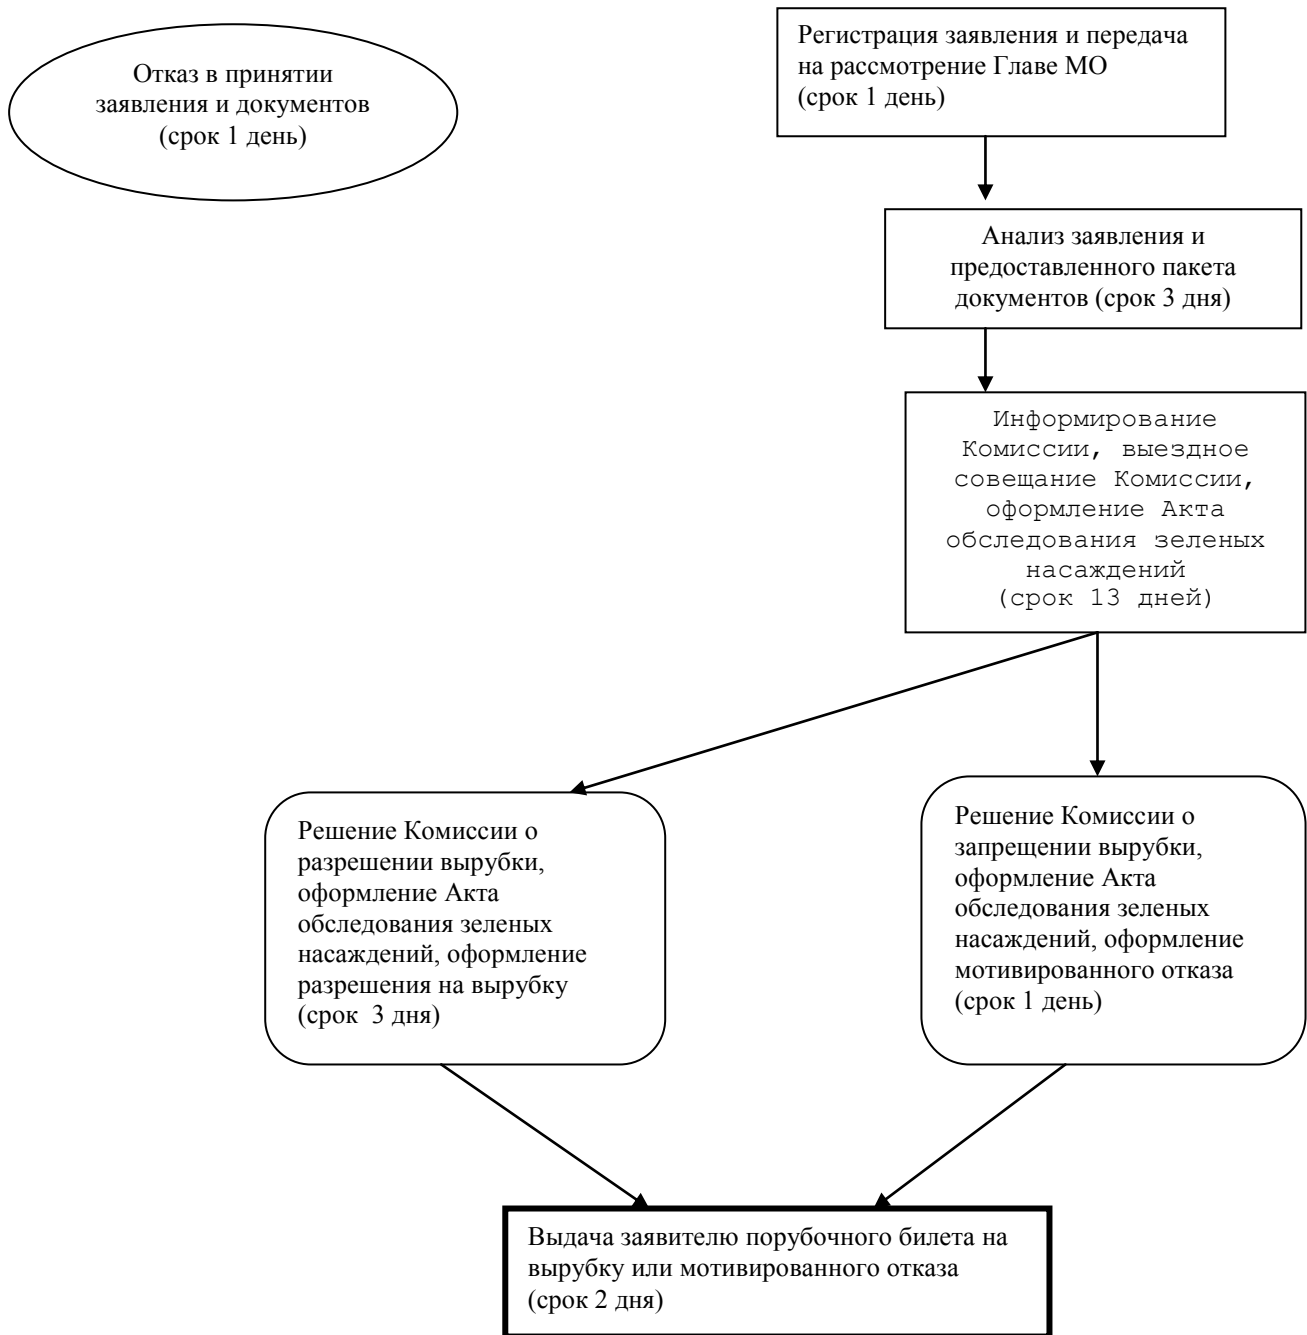 Отказ в принятии
заявления и документов
(срок 1 день)
Регистрация заявления и передача
на рассмотрение Главе МО
(срок 1 день)
Анализ заявления и
предоставленного пакета
документов (срок 3 дня)
Информирование
Комиссии, выездное
совещание Комиссии,
оформление Акта
обследования зеленых
насаждений
(срок 13 дней)
Решение Комиссии о
разрешении вырубки,
оформление Акта
обследования зеленых
насаждений, оформление
разрешения на вырубку
(срок  3 дня)
Решение Комиссии о
запрещении вырубки,
оформление Акта
обследования зеленых
насаждений, оформление
мотивированного отказа
(срок 1 день)
Выдача заявителю порубочного билета на
вырубку или мотивированного отказа
(срок 2 дня)